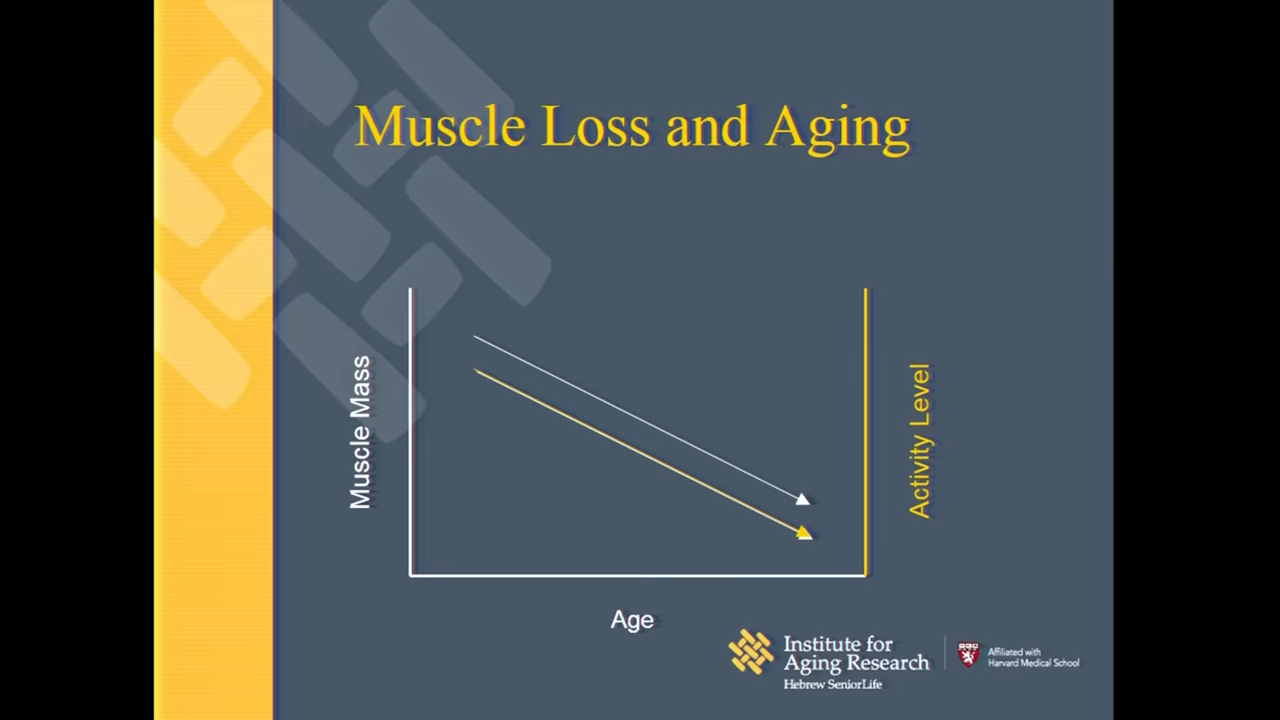 Muscle Loss and Aging
Muscle Mass
Activity Level
Age
Institute for
Aging Research
Hebrew SeniorLife
Affiliated with
Harvard Medical School